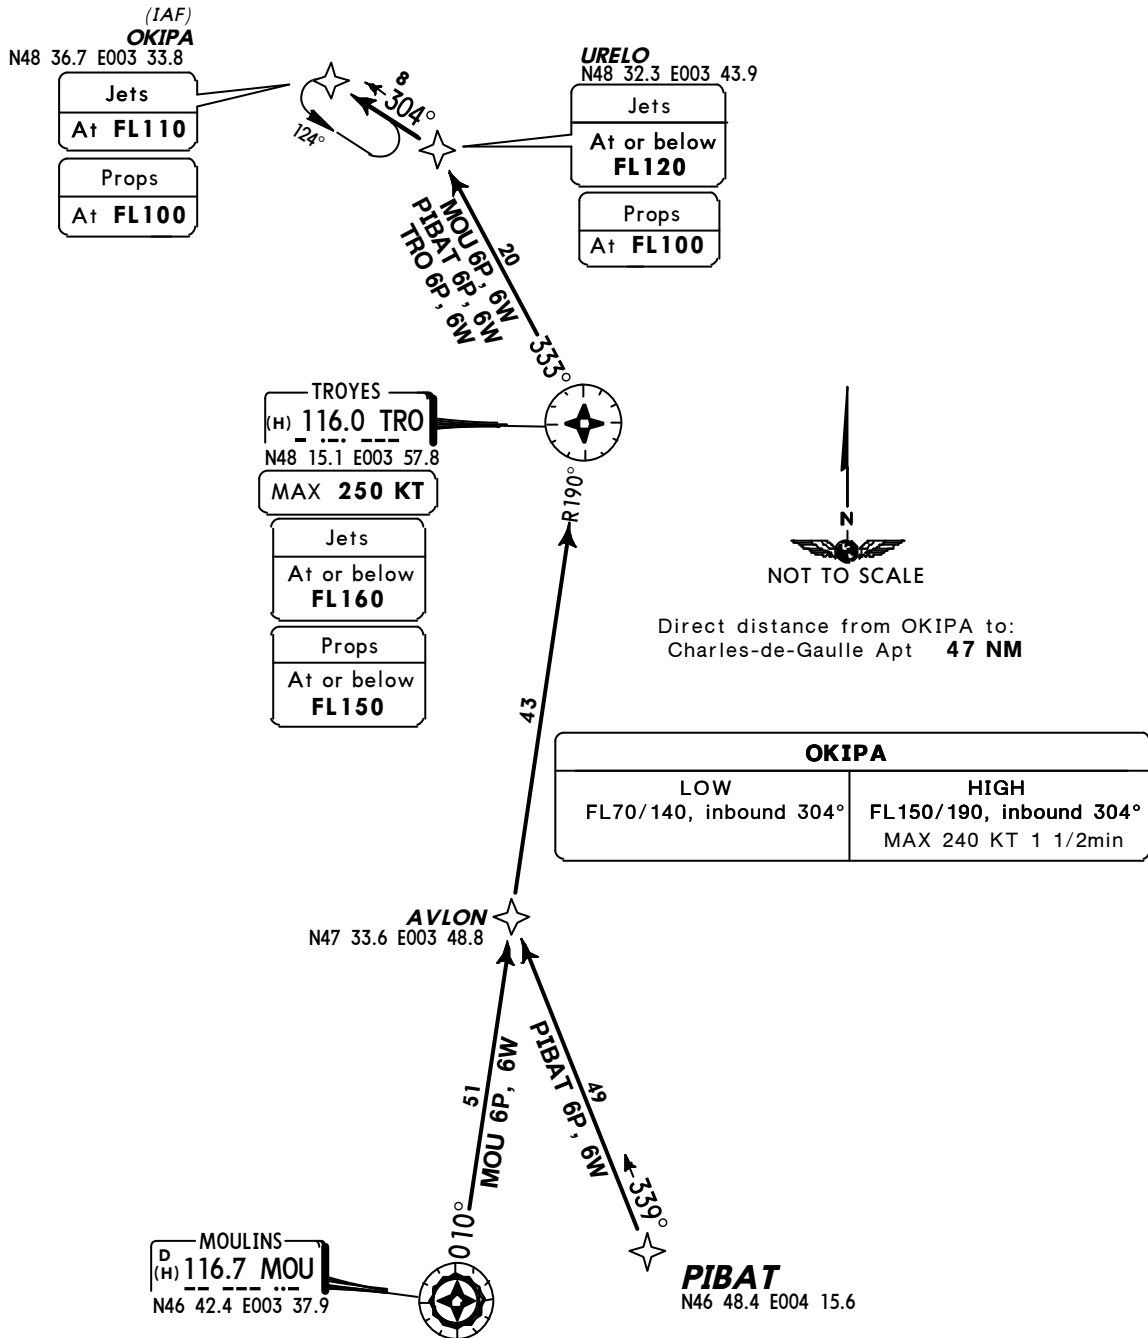 (IAF)
OKIPA
N48 36.7 E003 33.8
Jets
At FL110
Props
At FL100
8
304°
124°
URELO
N48 32.3 E003 43.9
Jets
At or below
FL120
Props
At FL100
MOU 6P, 6W
PIBAT 6P, 6W
TRO 6P, 6W
20
333°
TROYES
(H) 116.0 TRO
N48 15.1 E003 57.8
MAX 250 KT
Jets
At or below
FL160
Props
At or below
FL150
R190°
N
NOT TO SCALE
Direct distance from OKIPA to:
Charles-de-Gaulle Apt 47 NM
43
OKIPA
LOW
FL70/140, inbound 304°
HIGH
FL150/190, inbound 304°
MAX 240 KT 1 1/2min
AVLON
N47 33.6 E003 48.8
51
MOU 6P, 6W
PIBAT 6P, 6W
49
010°
339°
MOULINS
D
(H) 116.7 MOU
N46 42.4 E003 37.9
PIBAT
N46 48.4 E004 15.6